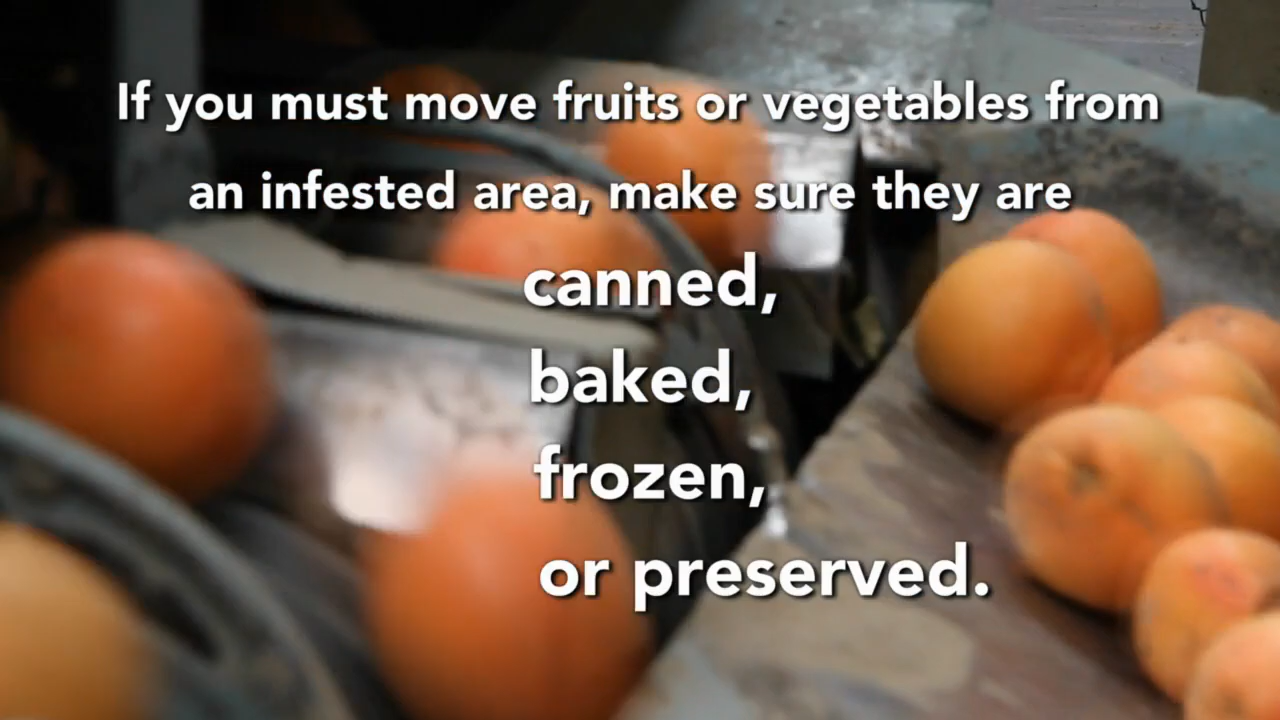 If you must move fruits or vegetables from
an infested area, make sure they are
canned,
baked,
frozen,
or preserved.